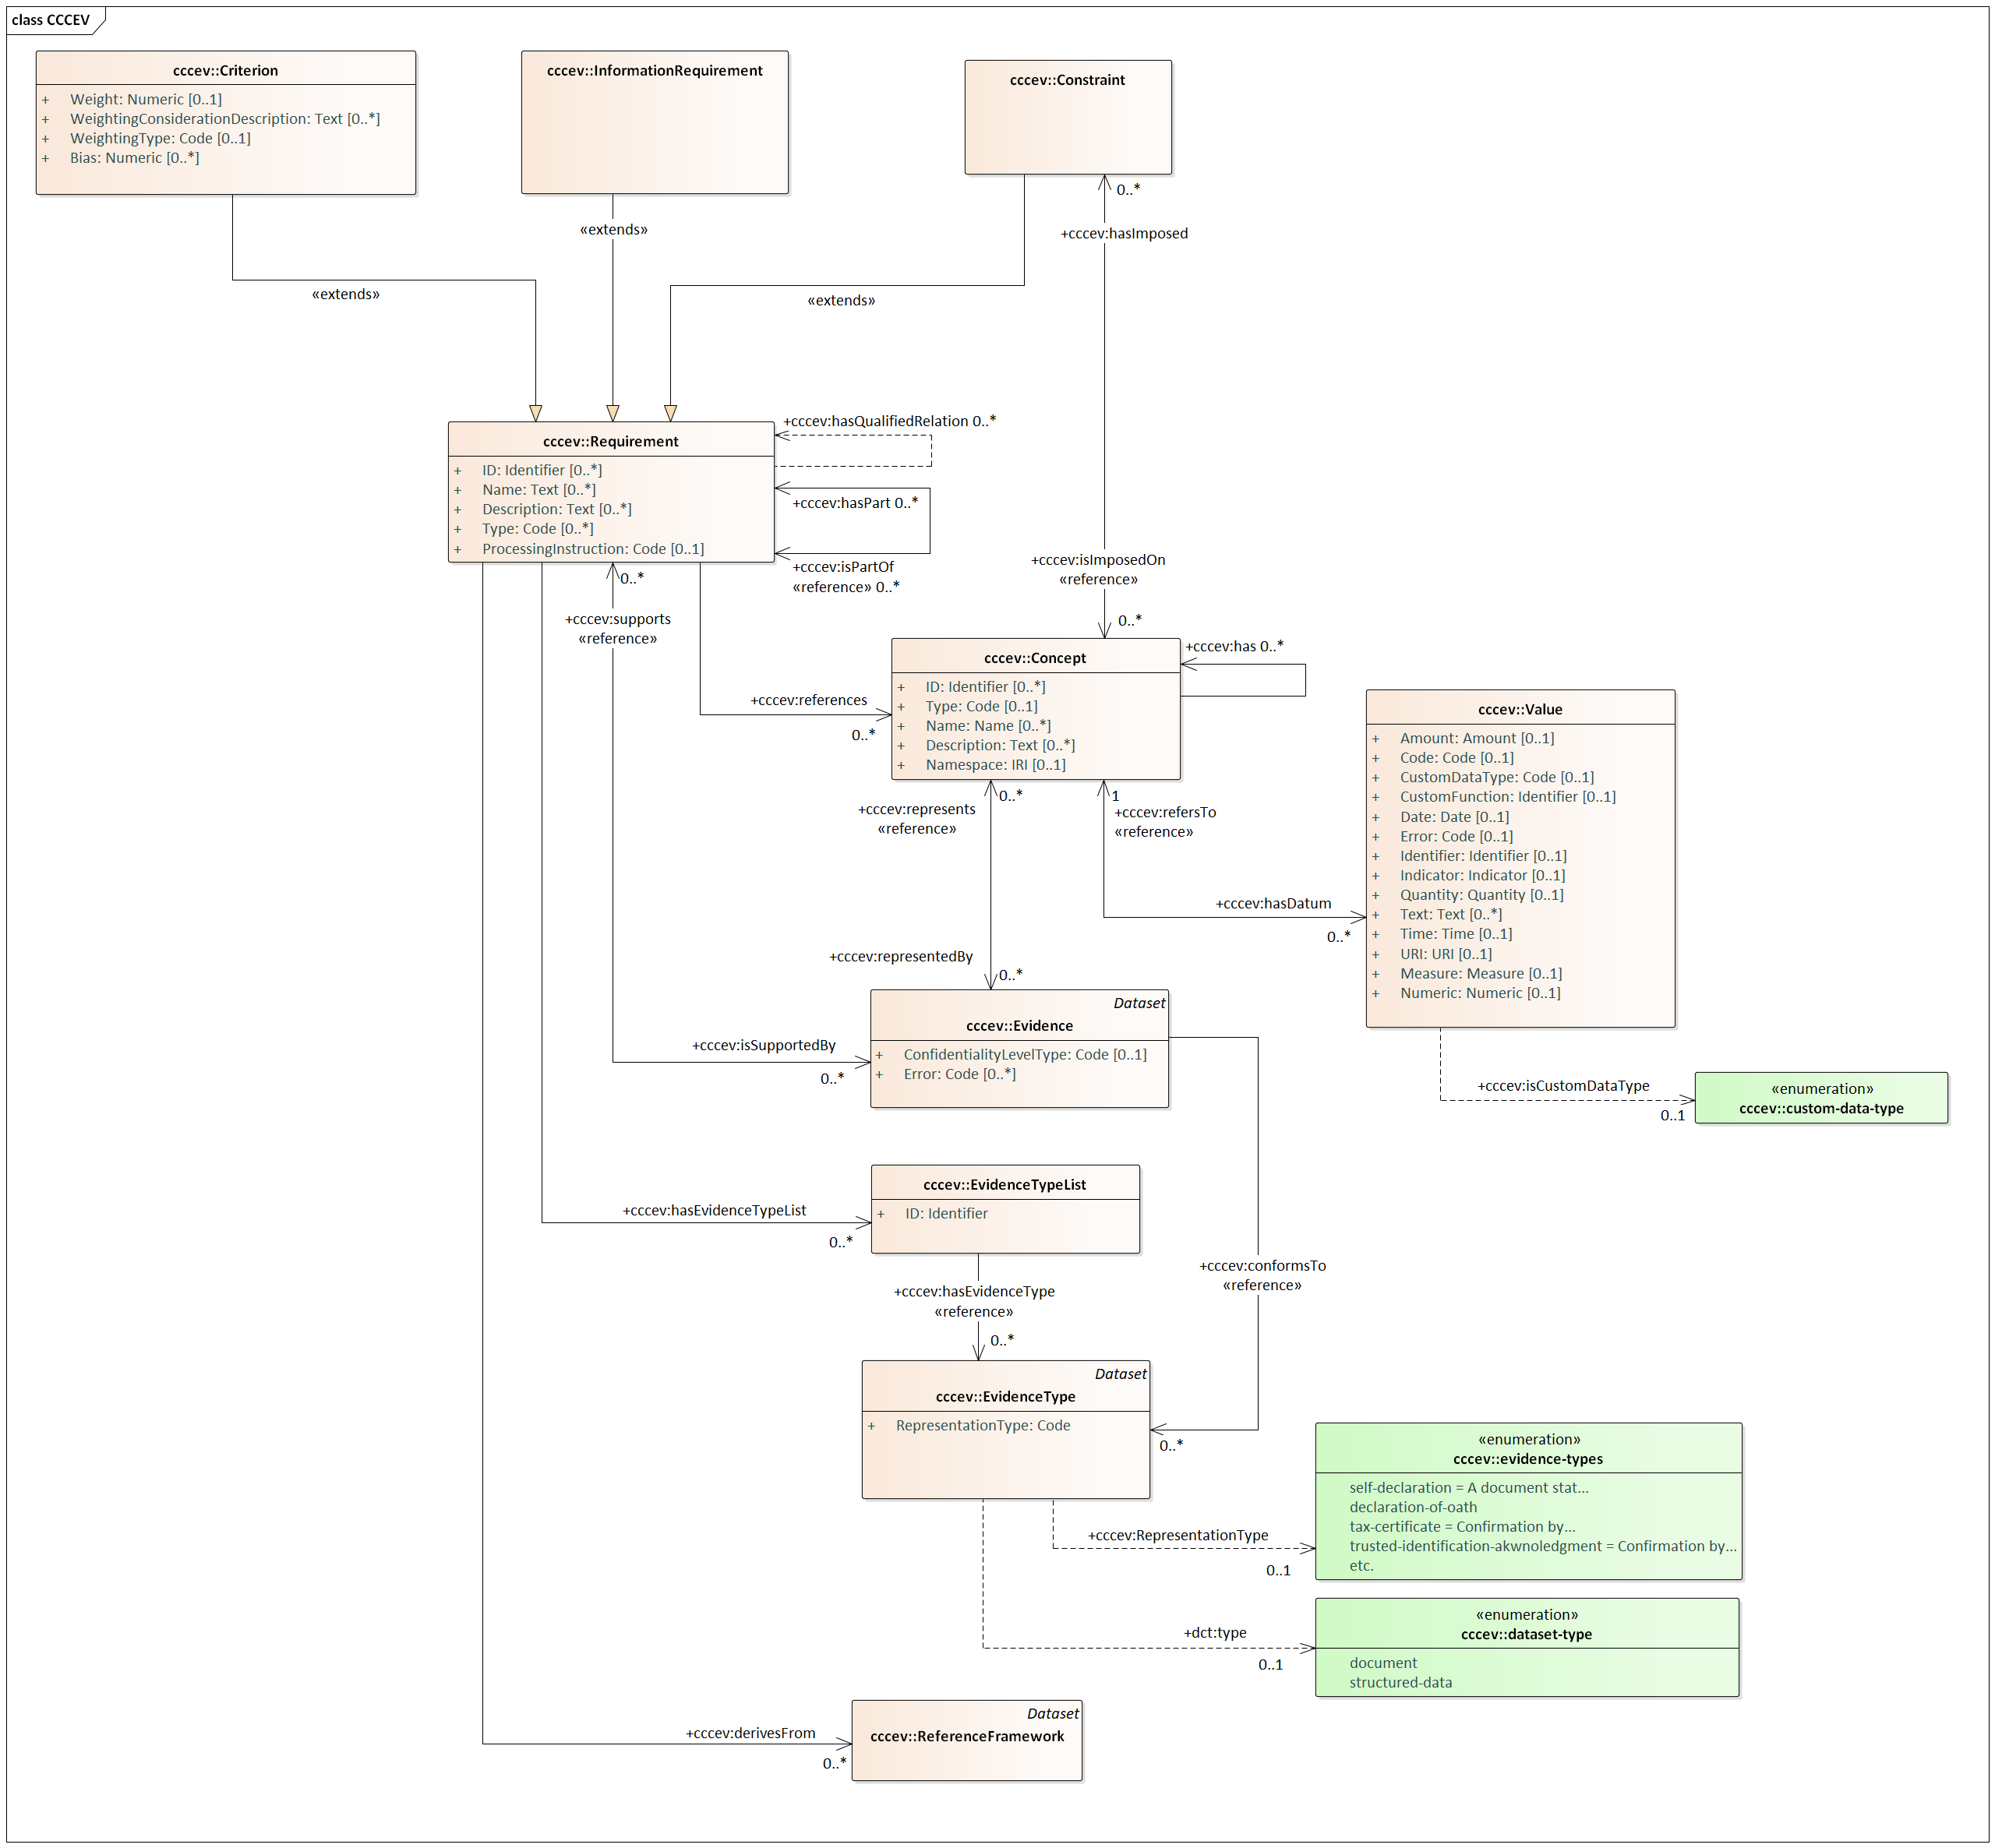 class CCCEV
cccev::Criterion
+ Weight: Numeric [0..1]
+ WeightingConsiderationDescription: Text [0..*]
+ WeightingType: Code [0..1]
+ Bias: Numeric [0..*]
cccev::InformationRequirement
cccev::Constraint
0..*
«extends»
+cccev:hasImposed
«extends»
«extends»
cccev::Requirement
+ ID: Identifier [0..*]
+ Name: Text [0..*]
+ Description: Text [0..*]
+ Type: Code [0..*]
+ ProcessingInstruction: Code [0..1]
+cccev:hasQualifiedRelation 0..*
+cccev:hasPart 0..*
+cccev:isPartOf
«reference» 0..*
0..*
+cccev:supports
«reference»
+cccev:isImposedOn
«reference»
0..*
+cccev:references
0..*
cccev::Concept
+ ID: Identifier [0..*]
+ Type: Code [0..1]
+ Name: Name [0..*]
+ Description: Text [0..*]
+ Namespace: IRI [0..1]
+cccev:has 0..*
cccev::Value
+ Amount: Amount [0..1]
+ Code: Code [0..1]
+ CustomDataType: Code [0..1]
+ CustomFunction: Identifier [0..1]
+ Date: Date [0..1]
+ Error: Code [0..1]
+ Identifier: Identifier [0..1]
+ Indicator: Indicator [0..1]
+ Quantity: Quantity [0..1]
+ Text: Text [0..*]
+ Time: Time [0..1]
+ URI: URI [0..1]
+ Measure: Measure [0..1]
+ Numeric: Numeric [0..1]
0..*
+cccev:represents
«reference»
1
+cccev:refersTo
«reference»
+cccev:hasDatum
0..*
+cccev:representedBy
0..*
Dataset
cccev::Evidence
+ ConfidentialityLevelType: Code [0..1]
+ Error: Code [0..*]
+cccev:isSupportedBy
0..*
+cccev:isCustomDataType
0..1
«enumeration»
cccev::custom-data-type
cccev::EvidenceTypeList
+ ID: Identifier
+cccev:hasEvidenceTypeList
0..*
+cccev:hasEvidenceType
«reference»
0..*
+cccev:conformsTo
«reference»
0..*
Dataset
cccev::EvidenceType
+ RepresentationType: Code
+cccev:RepresentationType
0..1
«enumeration»
cccev::evidence-types
self-declaration = A document stat...
declaration-of-oath
tax-certificate = Confirmation by...
trusted-identification-akwnoledgment = Confirmation by...
etc.
+dct:type
0..1
«enumeration»
cccev::dataset-type
document
structured-data
+cccev:derivesFrom
0..*
Dataset
cccev::ReferenceFramework